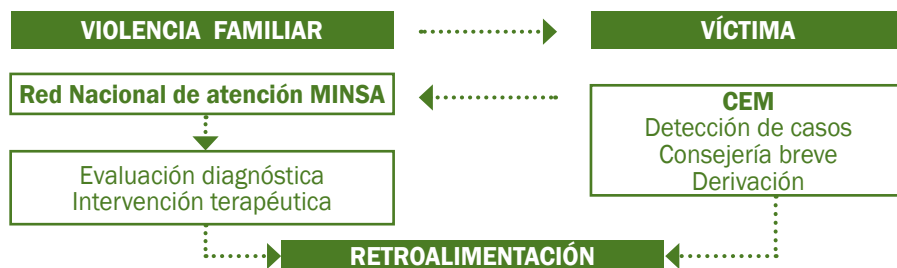 VIOLENCIA FAMILIAR
VÍCTIMA
Red Nacional de atención MINSA
CEM
Detección de casos
Consejería breve
Derivación
Evaluación diagnóstica
Intervención terapéutica
RETROALIMENTACIÓN